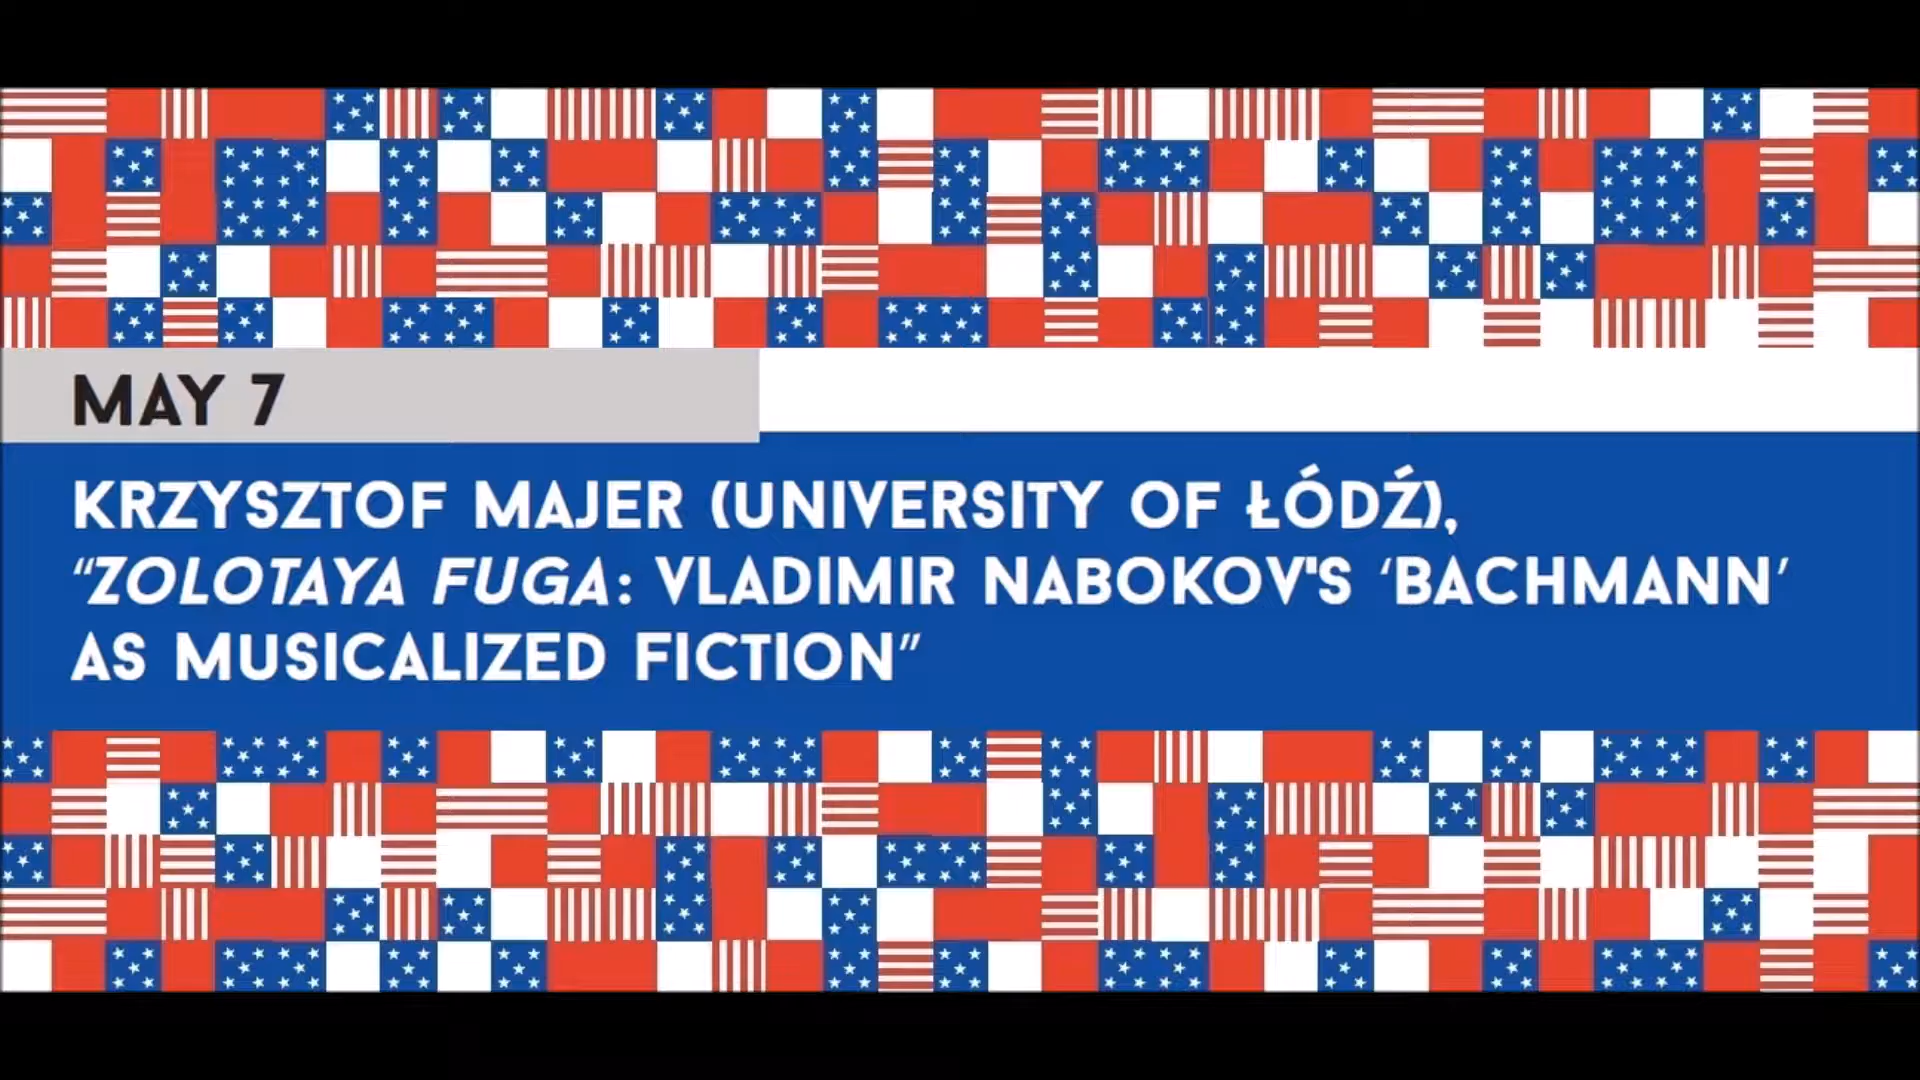 MAY 7
KRZYSZTOF MAJER (UNIVERSITY OF ŁÓDŹ),
“ZOLOTAYA FUGA: VLADIMIR NABOKOV'S ‘BACHMANN’
AS MUSICALIZED FICTION”